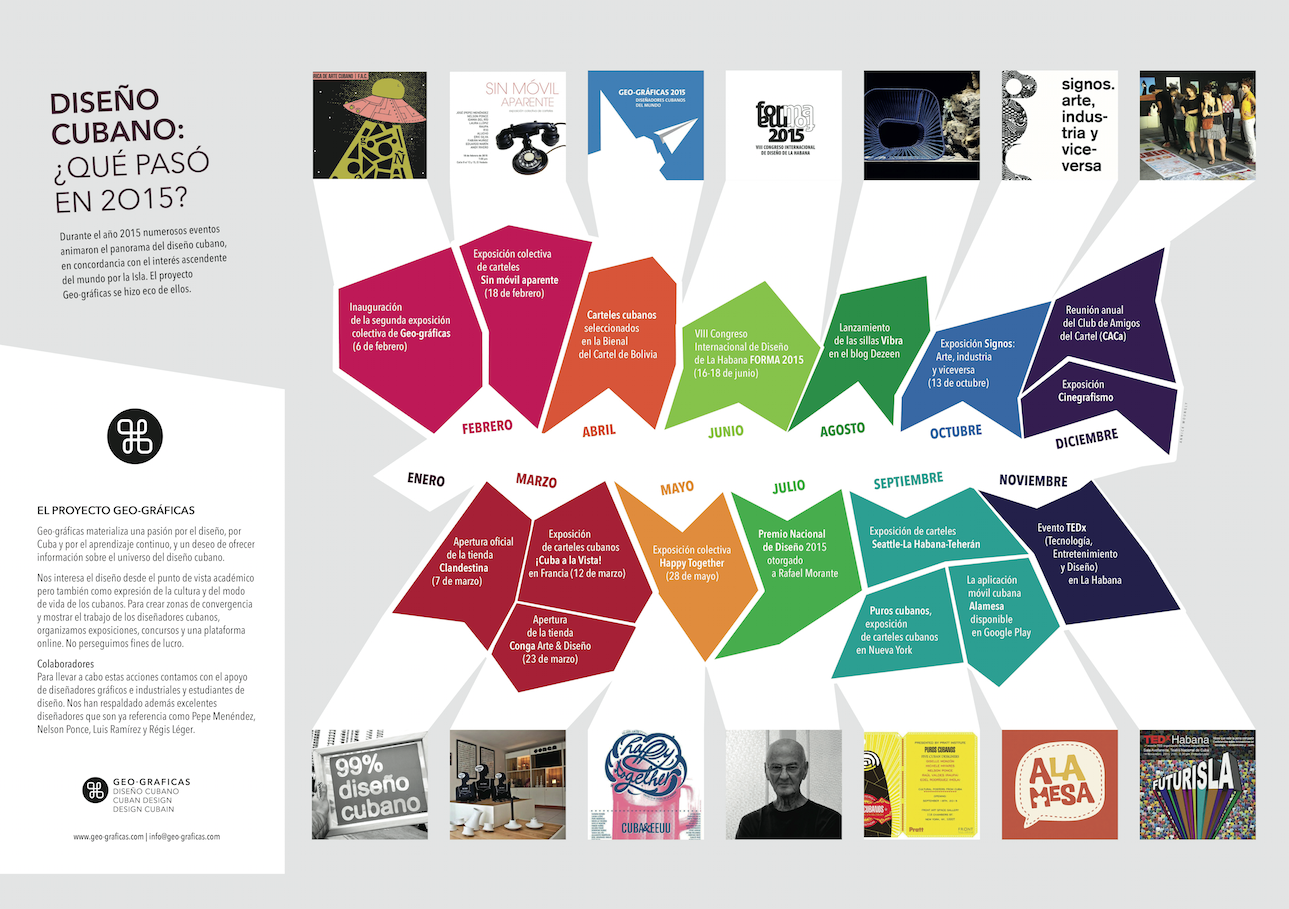 DISEÑO
CUBANO:
¿QUÉ PASÓ
EN 2O15?
Durante el año 2015 numerosos eventos
animaron el panorama del diseño cubano,
en concordancia con el interés ascendente
del mundo por la Isla. El proyecto
Geo-gráficas se hizo eco de ellos.
EL PROYECTO GEO-GRÁFICAS
Geo-gráficas materializa una pasión por el diseño, por
Cuba y por el aprendizaje continuo, y un deseo de ofrecer
información sobre el universo del diseño cubano.
Nos interesa el diseño desde el punto de vista académico
pero también como expresión de la cultura y del modo
de vida de los cubanos. Para crear zonas de convergencia
y mostrar el trabajo de los diseñadores cubanos,
organizamos exposiciones, concursos y una plataforma
online. No perseguimos fines de lucro.
Colaboradores
Para llevar a cabo estas acciones contamos con el apoyo
de diseñadores gráficos e industriales y estudiantes de
diseño. Nos han respaldado además excelentes
diseñadores que son ya referencia como Pepe Menéndez,
Nelson Ponce, Luis Ramírez y Régis Léger.
GEO-GRAFICAS
DISEÑO CUBANO
CUBAN DESIGN
DESIGN CUBAIN
www.geo-graficas.com | info@geo-graficas.com
RICA DE ARTE CUBANO | F.A.C.
SIN MÓVIL
APARENTE
GEO-GRÁFICAS 2015
DISEÑADORES CUBANOS
DEL MUNDO
forma
2015
VIII CONGRESO INTERNACIONAL
DE DISEÑO DE LA HABANA
signos.
arte,
indus-
tria y
vice-
versa
Inauguración
de la segunda exposición
colectiva de Geo-gráficas
(6 de febrero)
Exposición colectiva
de carteles
Sin móvil aparente
(18 de febrero)
Carteles cubanos
seleccionados
en la Bienal
del Cartel de Bolivia
VIII Congreso
Internacional de Diseño
de La Habana FORMA 2015
(16-18 de junio)
Lanzamiento
de las sillas Vibra
en el blog Dezeen
Exposición Signos:
Arte, industria
y viceversa
(13 de octubre)
Reunión anual
del Club de Amigos
del Cartel (CACa)
Exposición
Cinegrafismo
FEBRERO
ABRIL
JUNIO
AGOSTO
OCTUBRE
DICIEMBRE
ENERO
MARZO
MAYO
JULIO
SEPTIEMBRE
NOVIEMBRE
Apertura oficial
de la tienda
Clandestina
(7 de marzo)
Exposición
de carteles cubanos
¡Cuba a la Vista!
en Francia (12 de marzo)
Apertura
de la tienda
Conga Arte & Diseño
(23 de marzo)
Exposición colectiva
Happy Together
(28 de mayo)
Premio Nacional
de Diseño 2015
otorgado
a Rafael Morante
Exposición de carteles
Seattle-La Habana-Teherán
Puros cubanos,
exposición
de carteles cubanos
en Nueva York
La aplicación
móvil cubana
Alamesa
disponible
en Google Play
Evento TEDx
(Tecnología,
Entretenimiento
y Diseño)
en La Habana
99%
diseño
cubano
happy
together
CUBA&EEUU
PUROS CUBANOS
Pratt
ALA
MESA
TEDxHabana
FUTURISLA